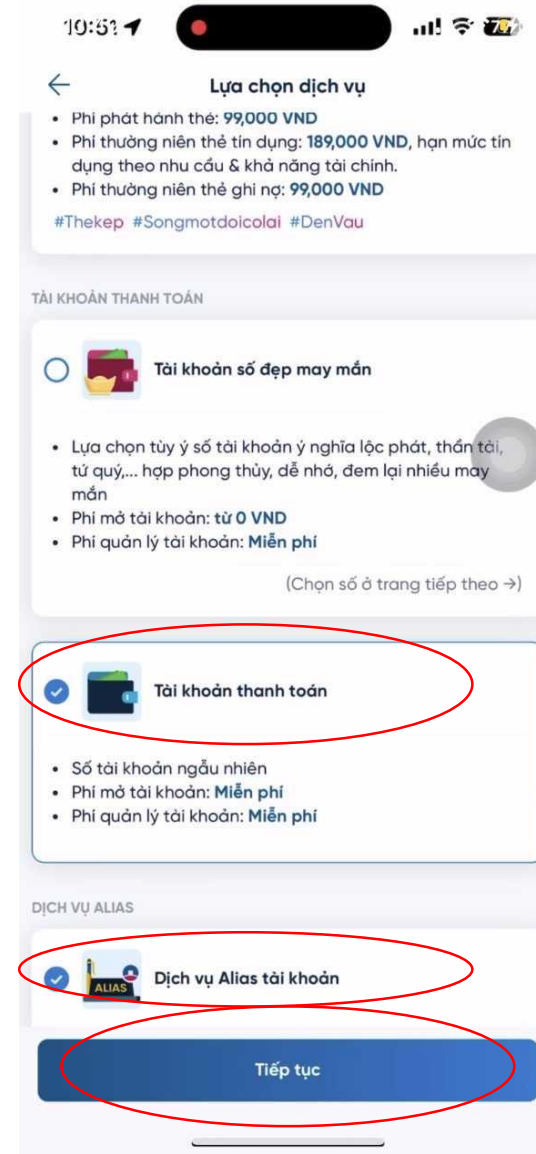 Lựa chọn dịch vụ
• Phí phát hành thẻ: 99,000 VND
• Phí thường niên thẻ tín dụng: 189,000 VND, hạn mức tín
dụng theo nhu cầu & khả năng tài chính.
• Phí thường niên thẻ ghi nợ: 99,000 VND
#Thekep #Songmotdoicolai #DenVau
TÀI KHOẢN THANH TOÁN
Tài khoản số đẹp may mắn
• Lựa chọn tùy ý số tài khoản ý nghĩa lộc phát, thần tài,
tứ quý,... hợp phong thủy, dễ nhớ, đem lại nhiều may
mắn
• Phí mở tài khoản: từ 0 VND
• Phí quản lý tài khoản: Miễn phí
(Chọn số ở trang tiếp theo →)
Tài khoản thanh toán
• Số tài khoản ngẫu nhiên
• Phí mở tài khoản: Miễn phí
• Phí quản lý tài khoản: Miễn phí
DỊCH VỤ ALIAS
ALIAS
Dịch vụ Alias tài khoản
Tiếp tục